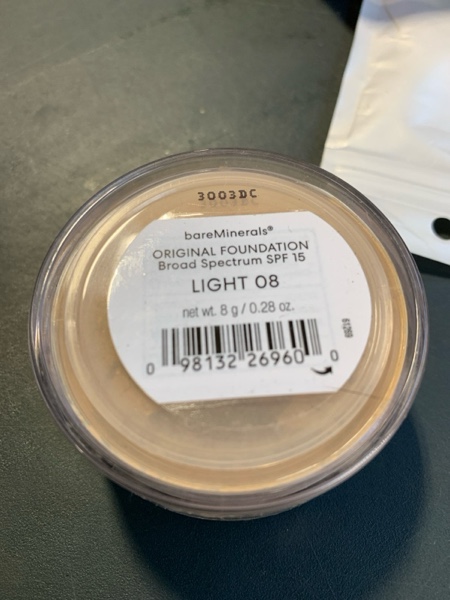 3003DC
bareMinerals®
ORIGINAL FOUNDATION
Broad Spectrum SPF 15
LIGHT 08
net wt. 8 g / 0.28 oz.
0 98132 26960 0